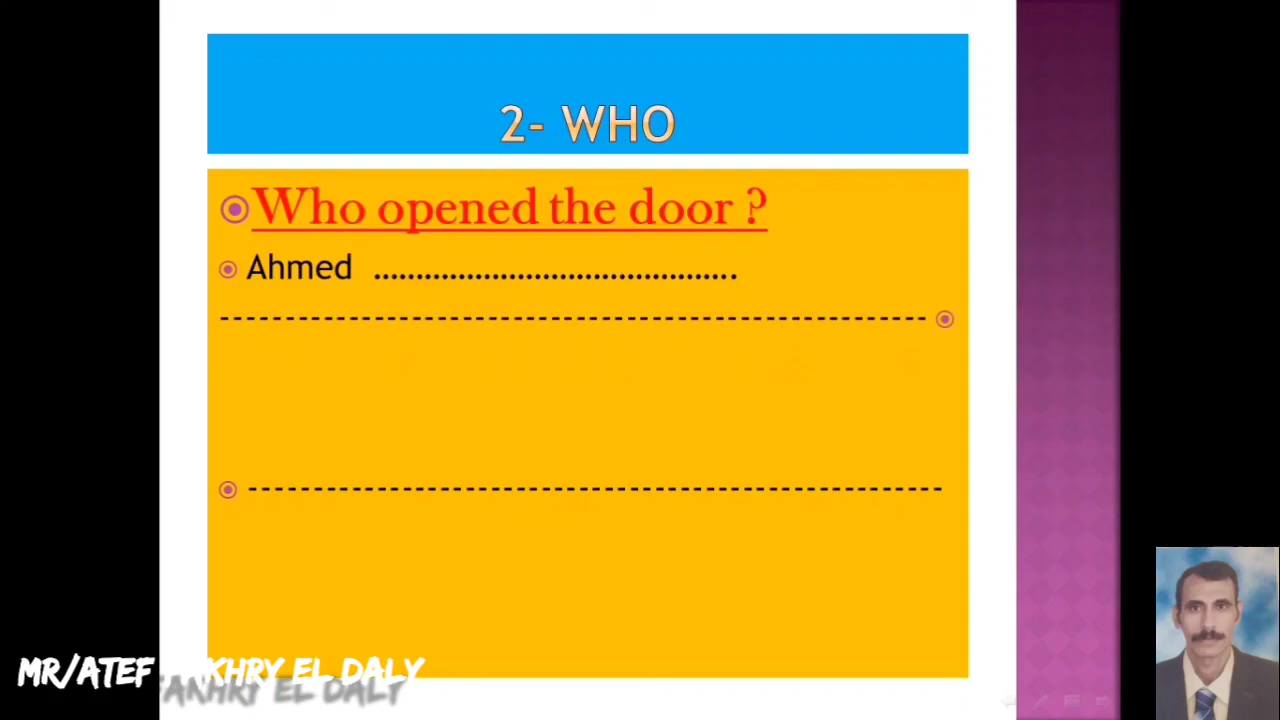 2- WHO
Who opened the door ?
Ahmed ………………………………………….
-------------------------------------------------------
------------------------------------------------------
MR/ATEF FAKHRY EL DALY